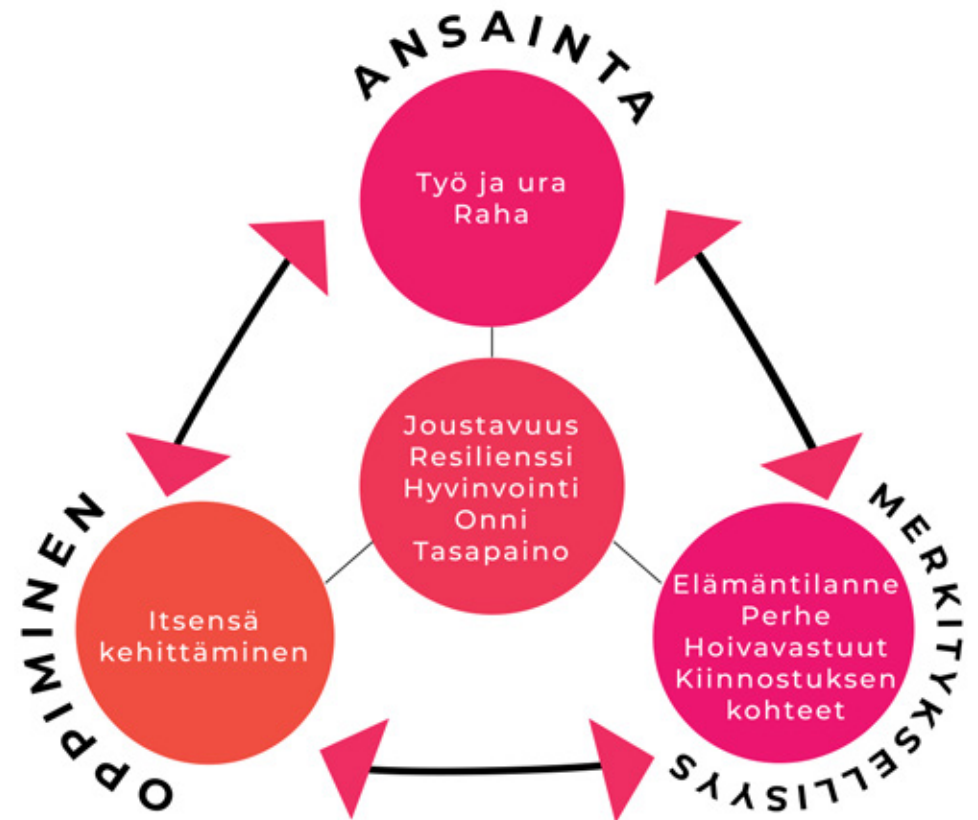 ANSAINTA
Työ ja ura
Raha
Joustavuus
Resilienssi
Hyvinvointi
Onni
Tasapaino
OPPIMINEN
Itsensä
kehittäminen
MERKITYKSELLISYYS
Elämäntilanne
Perhe
Hoivavastuut
Kiinnostuksen
kohteet